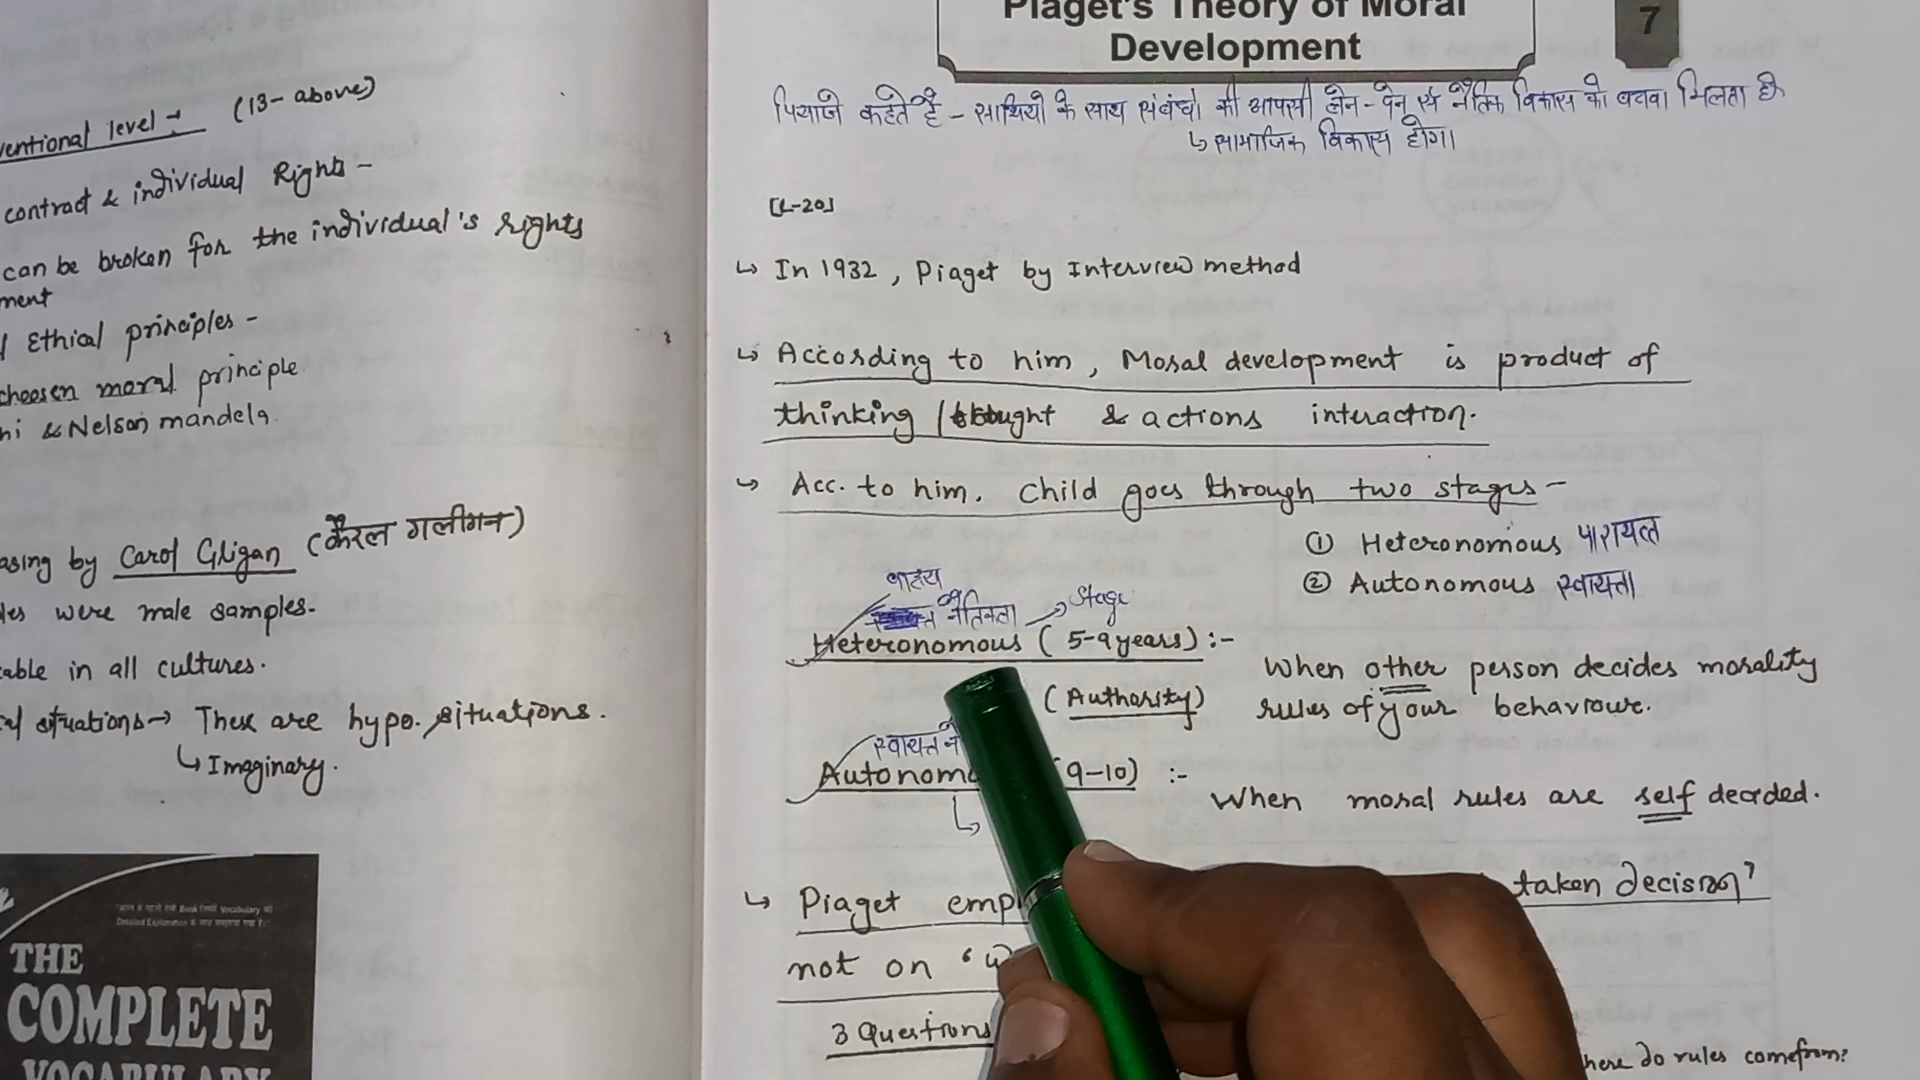 (13- above)
level
contract & individual Rights -
can be broken for the individual's rights
Ethical principles -
choosen moral principle
& Nelson mandela.
by Carol Gligan (कैरल गलीगन)
were male samples.
in all cultures.
situations → These are hypo. situations.
↳ Imaginary.
THE
COMPLETE
VOCABULARY
Piaget's Theory of Moral
Development
7
पियाजे कहते है - साथियो के साथ संबंधो की आपसी लेन-देन से नैतिक विकास को बढावा मिलता है
↳ सामाजिक विकास होगा।
[L-20]
↳ In 1932, Piaget by Interview method
↳ According to him, Moral development is product of
thinking / thought & actions interaction.
↳ Acc. to him. Child goes through two stages -
① Heteronomous
② Autonomous स्वायत्ता
बाह्य
नैतिकता → Stage
Heteronomous (5-9 years) :-
When other person decides morality
(Authority) rules of your behaviour.
स्वायत्त
(9-10) :-
When moral rules are self decided.
↳ Piaget taken decision?
not on
3 Questions
do rules come from?